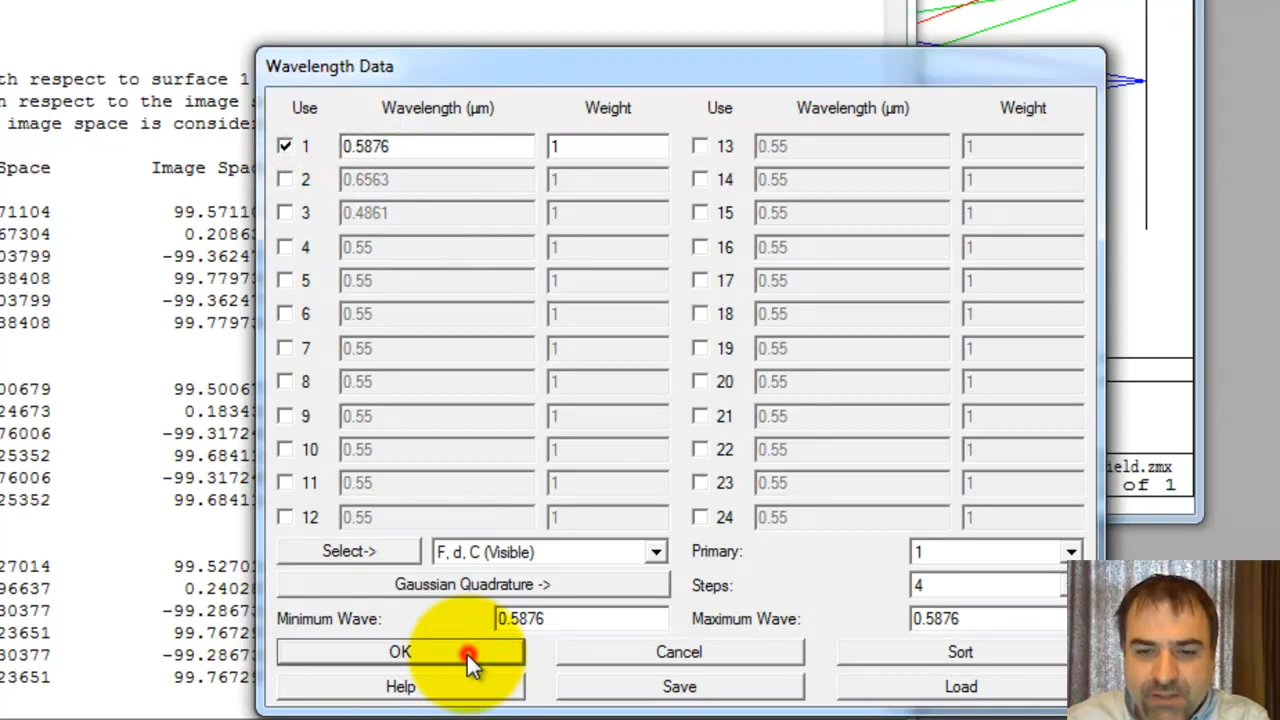 th respect to surface 1
n respect to the image s
image space is conside
Space Image Spa
71104 99.5711
67304 0.2086
03799 -99.3624
38408 99.7797
03799 -99.3624
38408 99.7797
00679 99.5006
24673 0.1834
76006 -99.3172
25352 99.6841
76006 -99.3172
25352 99.6841
27014 99.5270
96637 0.2402
30377 -99.2867
23651 99.7672
30377 -99.2867
23651 99.7672
Wavelength Data
Use Wavelength (µm) Weight Use Wavelength (µm) Weight
1 0.5876 1 13 0.55 1
2 0.6563 1 14 0.55 1
3 0.4861 1 15 0.55 1
4 0.55 1 16 0.55 1
5 0.55 1 17 0.55 1
6 0.55 1 18 0.55 1
7 0.55 1 19 0.55 1
8 0.55 1 20 0.55 1
9 0.55 1 21 0.55 1
10 0.55 1 22 0.55 1
11 0.55 1 23 0.55 1
12 0.55 1 24 0.55 1
Select-> F, d, C (Visible) Primary: 1
Gaussian Quadrature -> Steps: 4
Minimum Wave: 0.5876 Maximum Wave: 0.5876
OK Cancel Sort
Help Save Load
ield.zmx
of 1